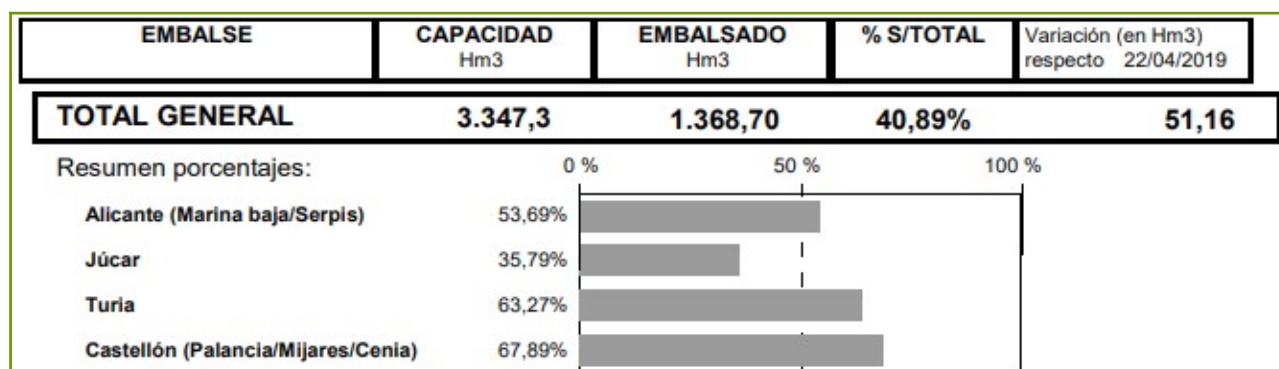 EMBALSE CAPACIDAD EMBALSADO % S/TOTAL Variación (en Hm3)
Hm3 Hm3 respecto 22/04/2019
TOTAL GENERAL 3.347,3 1.368,70 40,89% 51,16
Resumen porcentajes: 0 % 50 % 100 %
Alicante (Marina baja/Serpis) 53,69%
Júcar 35,79%
Turia 63,27%
Castellón (Palancia/Mijares/Cenia) 67,89%